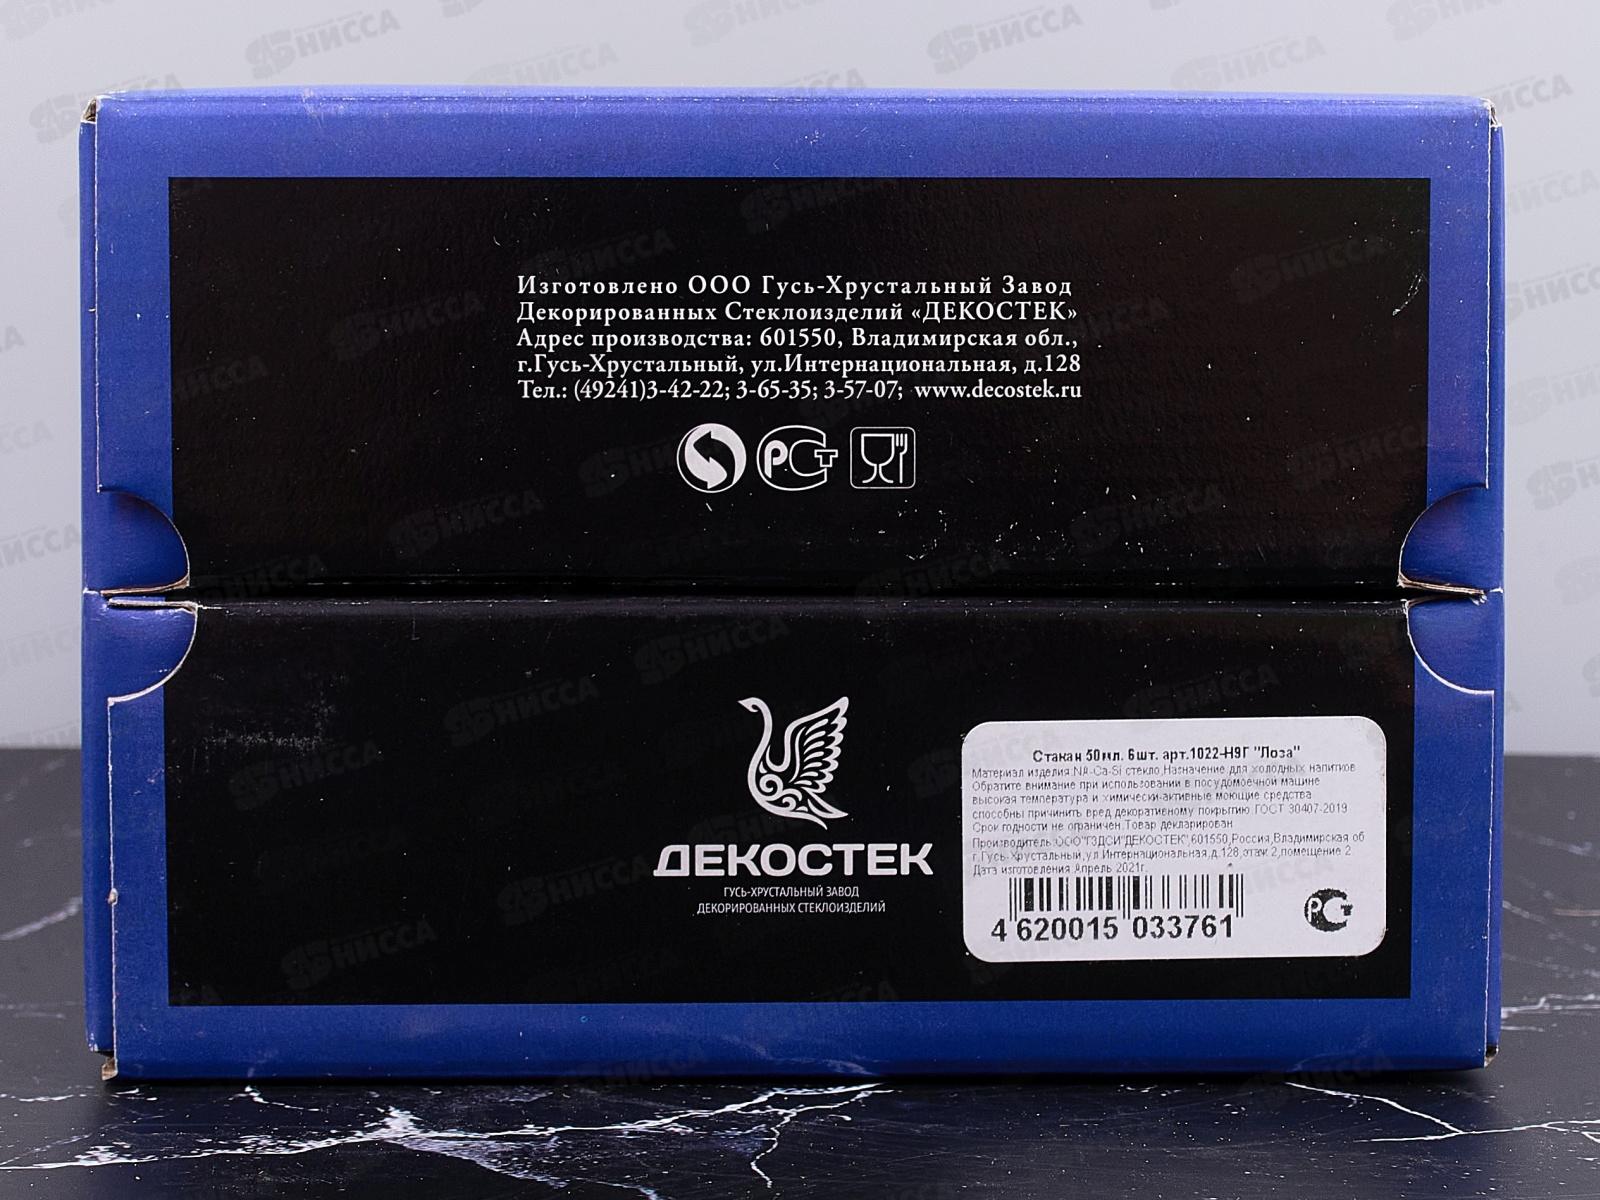 Изготовлено ООО Гусь-Хрустальный Завод
Декорированных Стеклоизделий «ДЕКОСТЕК»
Адрес производства: 601550, Владимирская обл.,
г.Гусь-Хрустальный, ул.Интернациональная, д.128
Тел.: (49241)3-42-22; 3-65-35; 3-57-07; www.decostek.ru
РСТ
ДЕКОСТЕК
ГУСЬ-ХРУСТАЛЬНЫЙ ЗАВОД
ДЕКОРИРОВАННЫХ СТЕКЛОИЗДЕЛИЙ
Стакан 50мл. 6шт. арт.1022-Н9Г "Лоза"
Материал изделия:NA-Ca-Si стекло,Назначение для холодных напитков
Обратите внимание при использовании в посудомоечной машине
высокая температура и химически-активные моющие средства
способны причинить вред декоративному покрытию.ГОСТ 30407-2019
Срок годности не ограничен.Товар декларирован
Производитель:ООО"ГЗДСИ"ДЕКОСТЕК",601550,Россия,Владимирская об
г.Гусь-Хрустальный,ул.Интернациональная,д.128,этаж 2,помещение 2
Дата изготовления:Апрель 2021г.
4 620015 033761
РСТ
НИССА